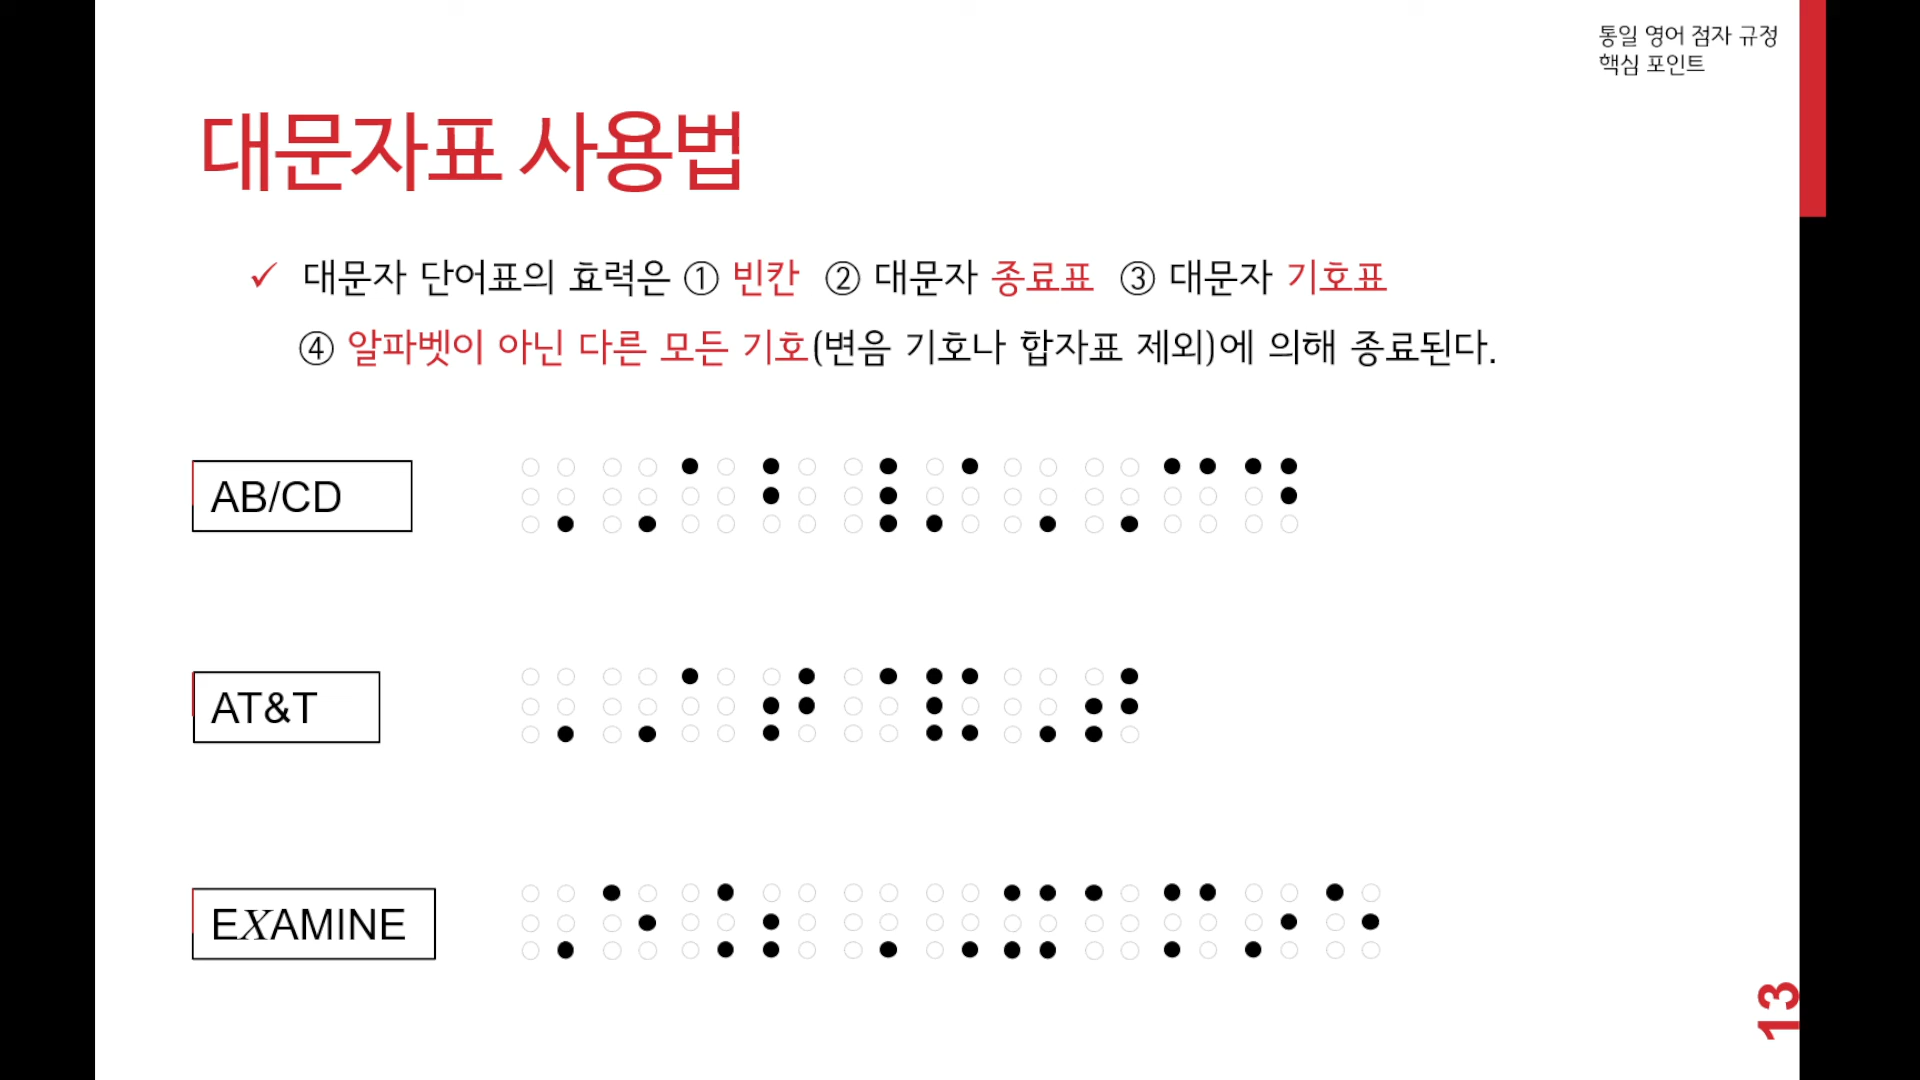 통일 영어 점자 규정
핵심 포인트
대문자표 사용법
✓ 대문자 단어표의 효력은 ① 빈칸 ② 대문자 종료표 ③ 대문자 기호표
④ 알파벳이 아닌 다른 모든 기호(변음 기호나 합자표 제외)에 의해 종료된다.
AB/CD ⠠⠠⠁⠃⠸⠌⠠⠠⠉⠙
AT&T ⠠⠠⠁⠞⠈⠯⠠⠞
EXAMINE ⠠⠑⠨⠆⠠⠠⠭⠁⠍⠔⠑
13